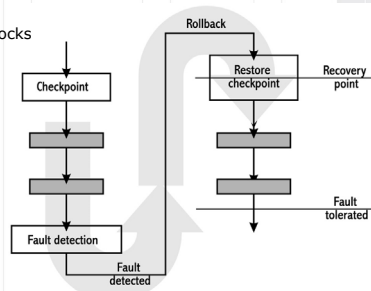 ocks
Rollback
Checkpoint
Restore
checkpoint
Recovery
point
Fault
tolerated
Fault detection
Fault
detected